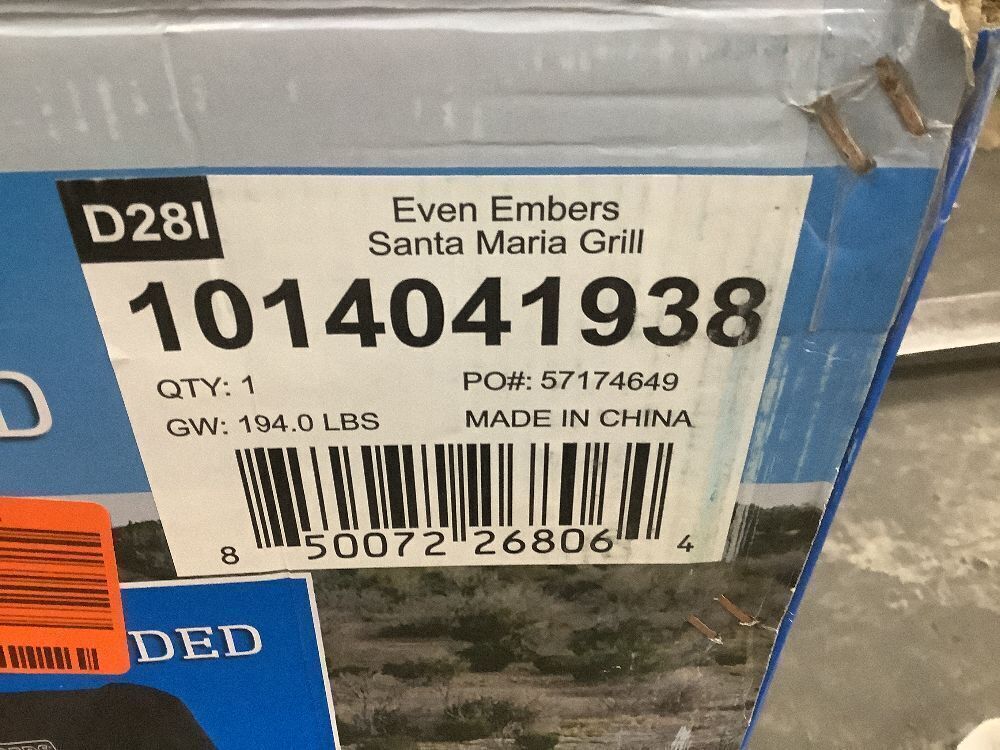 D28I
Even Embers
Santa Maria Grill
1014041938
QTY: 1
PO#: 57174649
GW: 194.0 LBS
MADE IN CHINA
8 50072 26806 4
D
DED